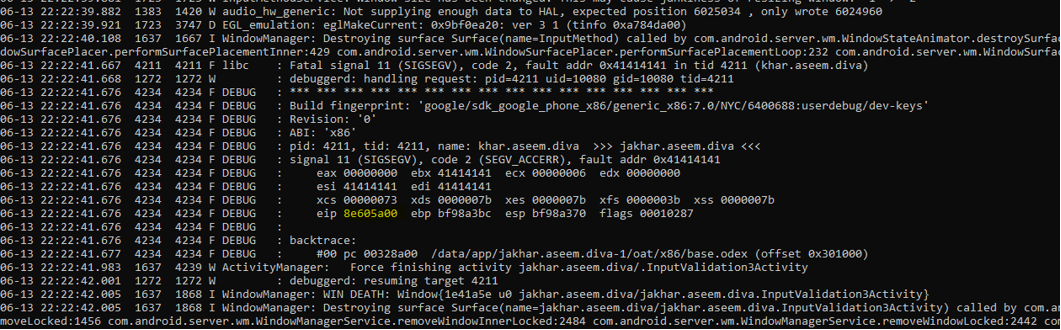 06-13 22:22:39.882  1383  1420 W audio_hw_generic: Not supplying enough data to HAL, expected position 6025034 , only wrote 6024960
06-13 22:22:39.921  1723  3747 D EGL_emulation: eglMakeCurrent: 0x9bf0ea20: ver 3 1 (tinfo 0xa784da00)
06-13 22:22:40.108  1637  1667 I WindowManager: Destroying surface Surface(name=InputMethod) called by com.android.server.wm.WindowStateAnimator.destroySurfa
dowSurfacePlacer.performSurfacePlacementInner:429 com.android.server.wm.WindowSurfacePlacer.performSurfacePlacementLoop:232 com.android.server.wm.WindowSurfa
06-13 22:22:41.667  4211  4211 F libc    : Fatal signal 11 (SIGSEGV), code 2, fault addr 0x41414141 in tid 4211 (khar.aseem.diva)
06-13 22:22:41.668  1272  1272 W         : debuggerd: handling request: pid=4211 uid=10080 gid=10080 tid=4211
06-13 22:22:41.676  4234  4234 F DEBUG   : *** *** *** *** *** *** *** *** *** *** *** *** *** *** *** ***
06-13 22:22:41.676  4234  4234 F DEBUG   : Build fingerprint: 'google/sdk_google_phone_x86/generic_x86:7.0/NYC/6400688:userdebug/dev-keys'
06-13 22:22:41.676  4234  4234 F DEBUG   : Revision: '0'
06-13 22:22:41.676  4234  4234 F DEBUG   : ABI: 'x86'
06-13 22:22:41.676  4234  4234 F DEBUG   : pid: 4211, tid: 4211, name: khar.aseem.diva  >>> jakhar.aseem.diva <<<
06-13 22:22:41.676  4234  4234 F DEBUG   : signal 11 (SIGSEGV), code 2 (SEGV_ACCERR), fault addr 0x41414141
06-13 22:22:41.676  4234  4234 F DEBUG   :     eax 00000000  ebx 41414141  ecx 00000006  edx 00000000
06-13 22:22:41.676  4234  4234 F DEBUG   :     esi 41414141  edi 41414141
06-13 22:22:41.676  4234  4234 F DEBUG   :     xcs 00000073  xds 0000007b  xes 0000007b  xfs 0000003b  xss 0000007b
06-13 22:22:41.676  4234  4234 F DEBUG   :     eip 8e605a00  ebp bf98a3bc  esp bf98a370  flags 00010287
06-13 22:22:41.676  4234  4234 F DEBUG   :
06-13 22:22:41.676  4234  4234 F DEBUG   : backtrace:
06-13 22:22:41.677  4234  4234 F DEBUG   :     #00 pc 00328a00  /data/app/jakhar.aseem.diva-1/oat/x86/base.odex (offset 0x301000)
06-13 22:22:41.983  1637  4239 W ActivityManager:   Force finishing activity jakhar.aseem.diva/.InputValidation3Activity
06-13 22:22:42.001  1272  1272 W         : debuggerd: resuming target 4211
06-13 22:22:42.005  1637  1868 I WindowManager: WIN DEATH: Window{1e41a5e u0 jakhar.aseem.diva/jakhar.aseem.diva.InputValidation3Activity}
06-13 22:22:42.005  1637  1868 I WindowManager: Destroying surface Surface(name=jakhar.aseem.diva/jakhar.aseem.diva.InputValidation3Activity) called by com.an
moveLocked:1456 com.android.server.wm.WindowManagerService.removeWindowInnerLocked:2484 com.android.server.wm.WindowManagerService.removeWindowLocked:2442 co